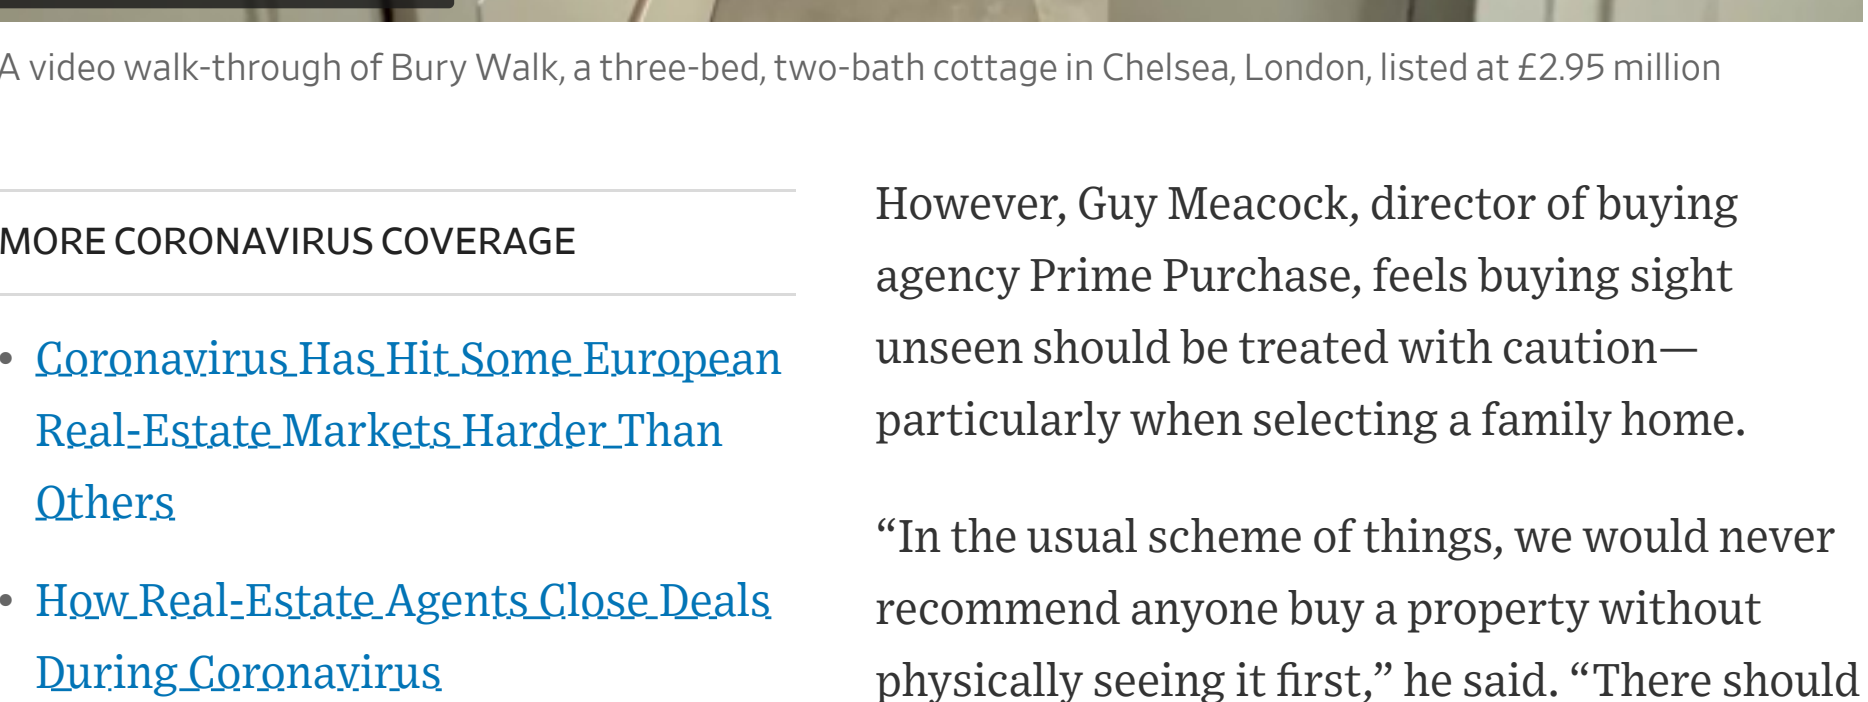 A video walk-through of Bury Walk, a three-bed, two-bath cottage in Chelsea, London, listed at £2.95 million
MORE CORONAVIRUS COVERAGE
• Coronavirus Has Hit Some European
Real-Estate Markets Harder Than
Others
• How Real-Estate Agents Close Deals
During Coronavirus
However, Guy Meacock, director of buying
agency Prime Purchase, feels buying sight
unseen should be treated with caution—
particularly when selecting a family home.
“In the usual scheme of things, we would never
recommend anyone buy a property without
physically seeing it first,” he said. “There should